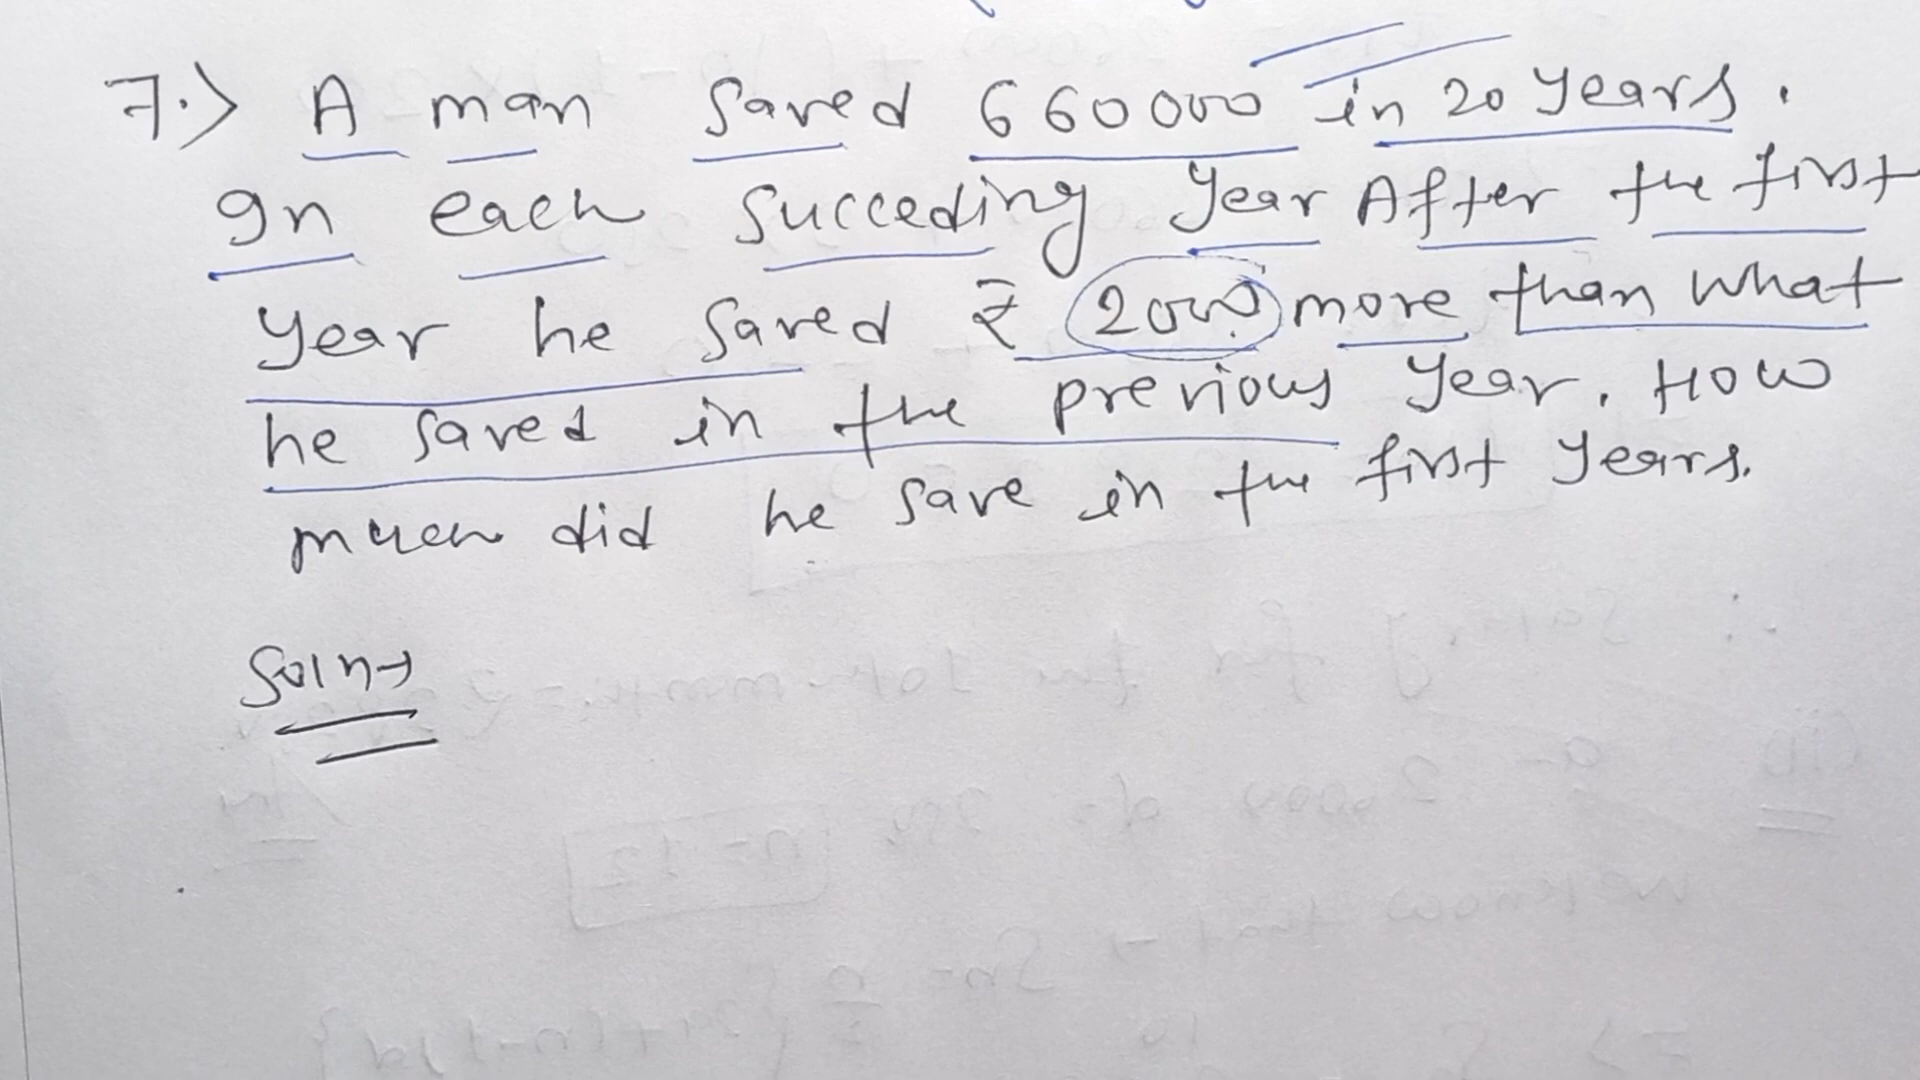 7.> A man saved 660000 in 20 years.
In each succeding year After the first
year he saved ₹ 2000 more than what
he saved in the previous year. How
much did he save in the first years.
Soln→